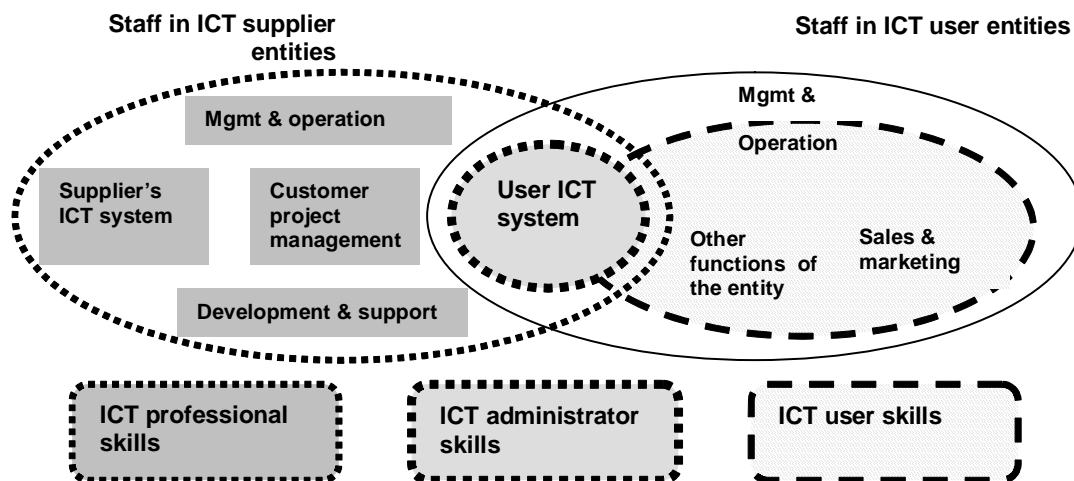 Staff in ICT supplier
entities
Staff in ICT user entities
Mgmt & operation
Mgmt &
Operation
Supplier's
ICT system
Customer
project
management
User ICT
system
Other
functions of
the entity
Sales &
marketing
Development & support
ICT professional
skills
ICT administrator
skills
ICT user skills